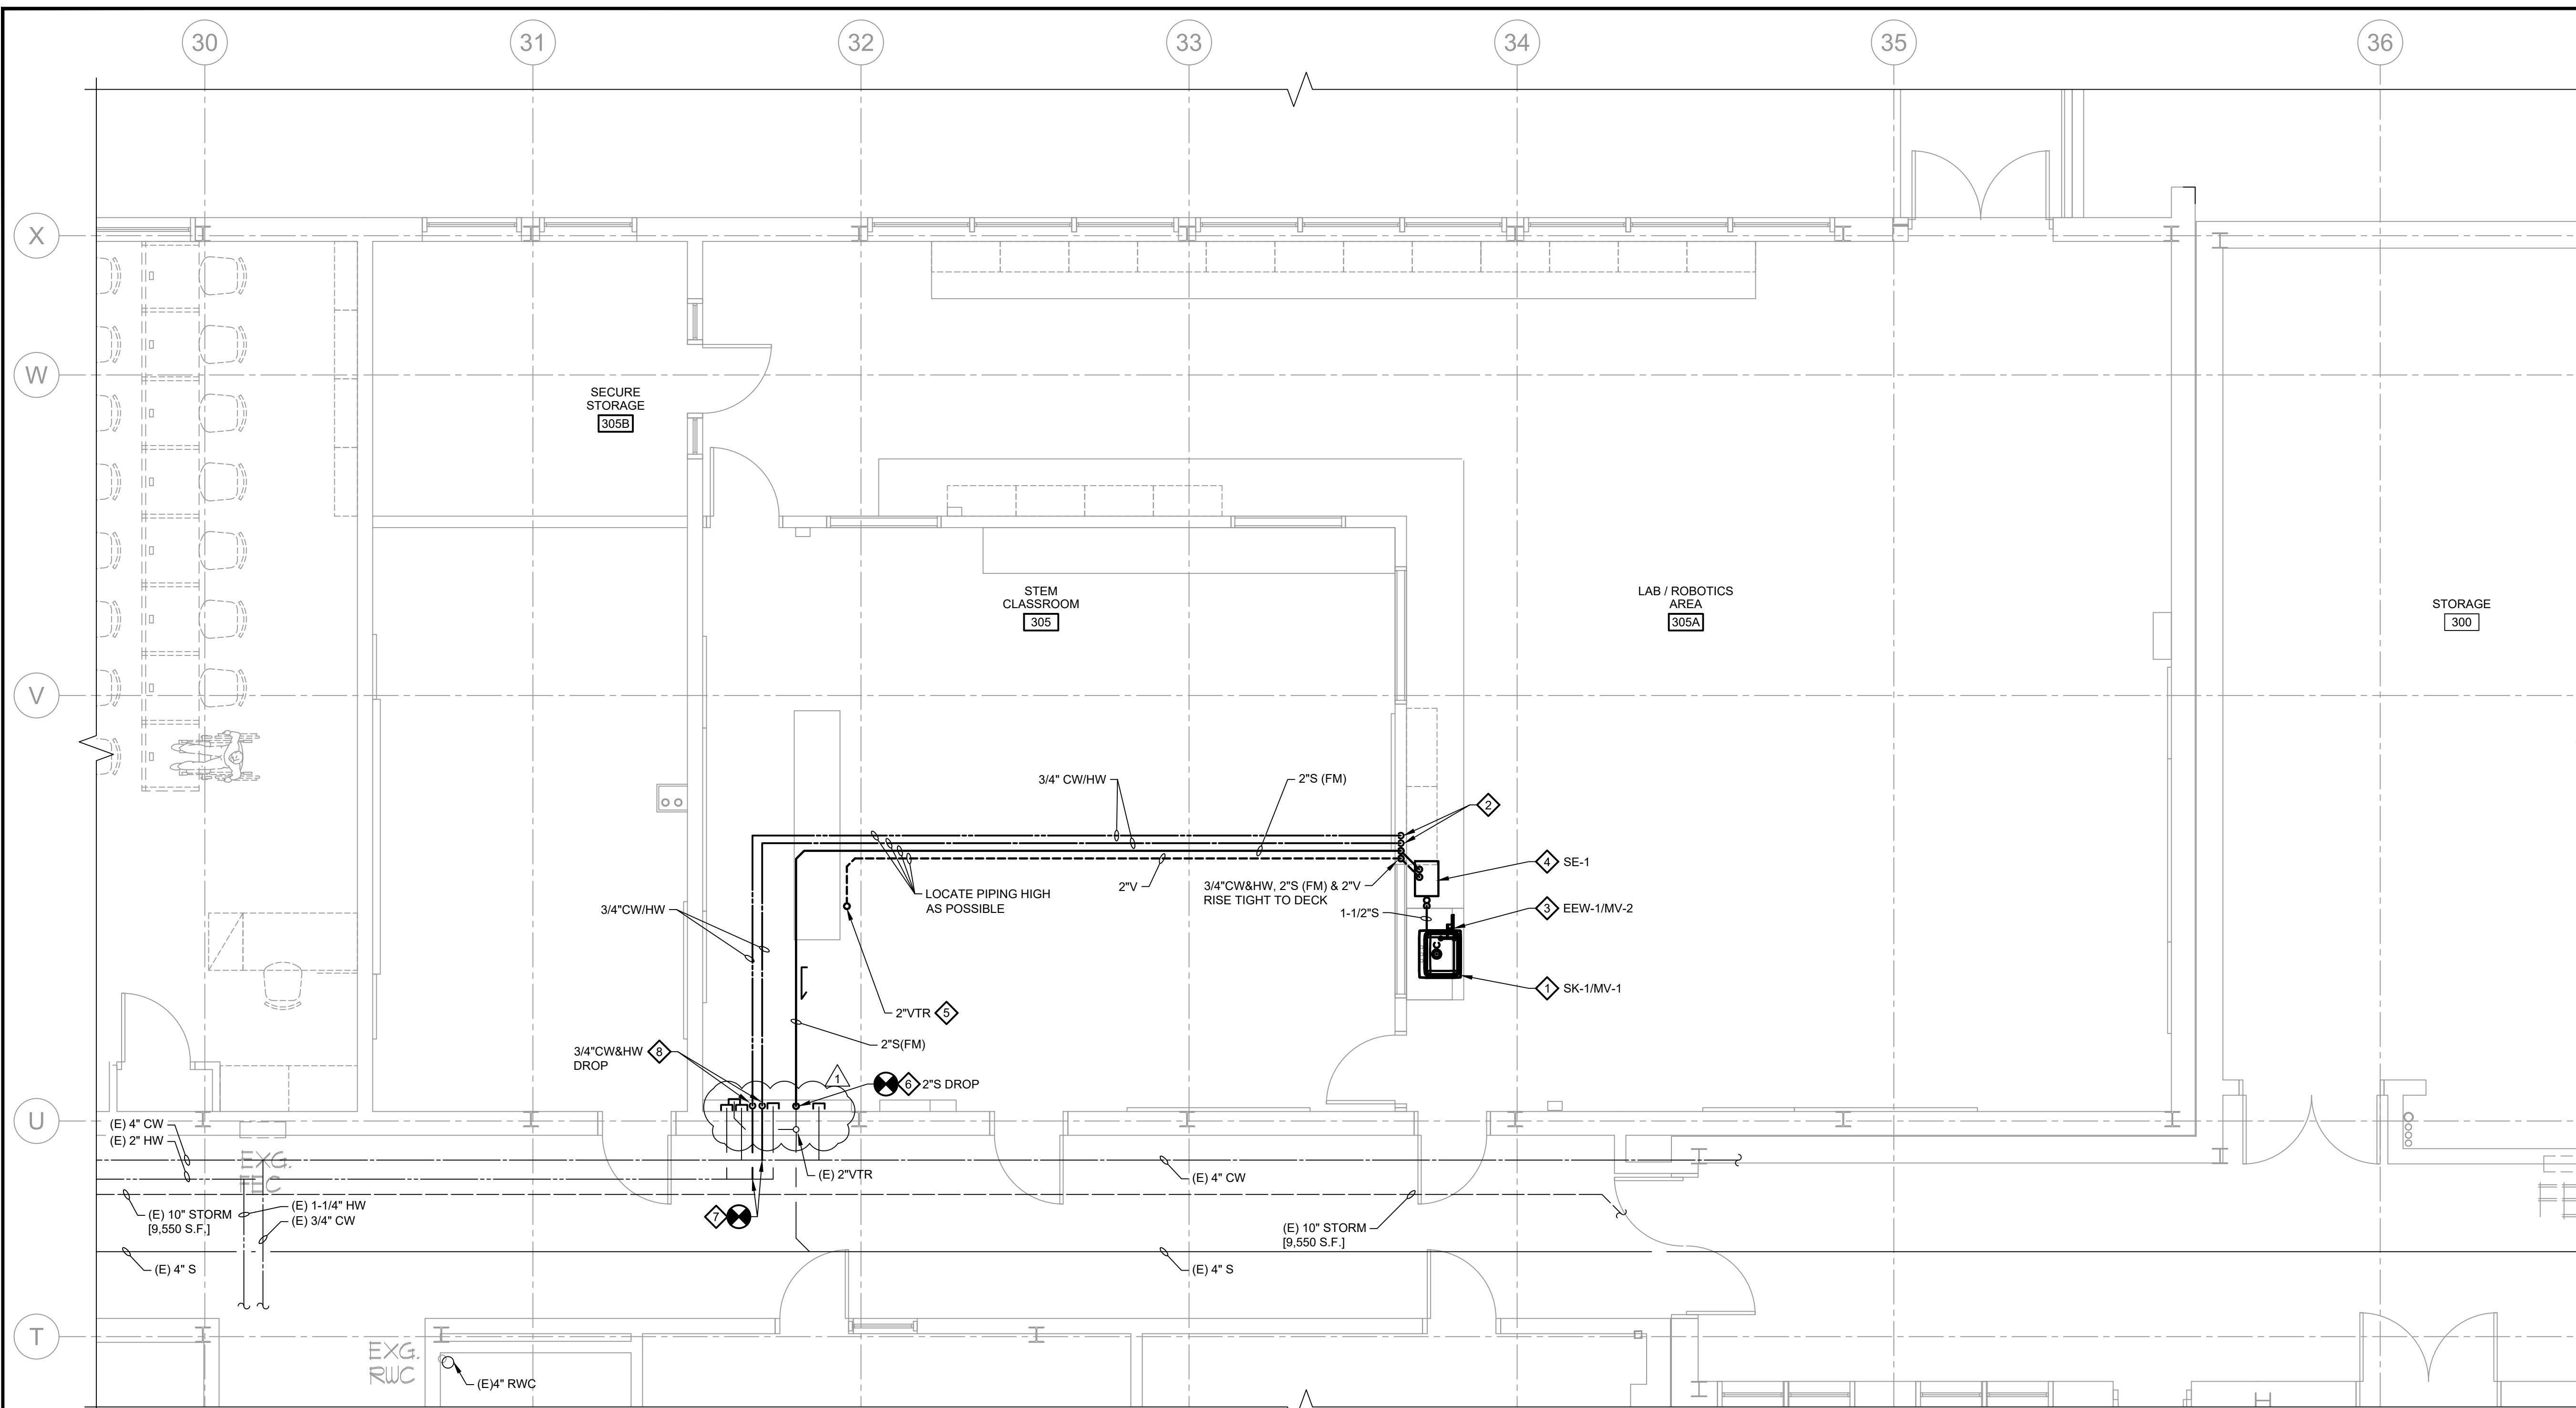 30
31
32
33
34
35
36
X
W
V
U
T
SECURE
STORAGE
305B
STEM
CLASSROOM
305
LAB / ROBOTICS
AREA
305A
STORAGE
300
3/4" CW/HW
2"S (FM)
2
4 SE-1
LOCATE PIPING HIGH
AS POSSIBLE
2"V
3/4"CW&HW, 2"S (FM) & 2"V
RISE TIGHT TO DECK
3/4"CW/HW
1-1/2"S
3 EEW-1/MV-2
1 SK-1/MV-1
2"VTR 5
2"S(FM)
3/4"CW&HW 8
DROP
1
6 2"S DROP
(E) 4" CW
(E) 2" HW
EXG.
(E) 2"VTR
(E) 4" CW
(E) 10" STORM
[9,550 S.F.]
(E) 1-1/4" HW
(E) 3/4" CW
7
(E) 10" STORM
[9,550 S.F.]
(E) 4" S
(E) 4" S
EXG.
RWC
(E)4" RWC